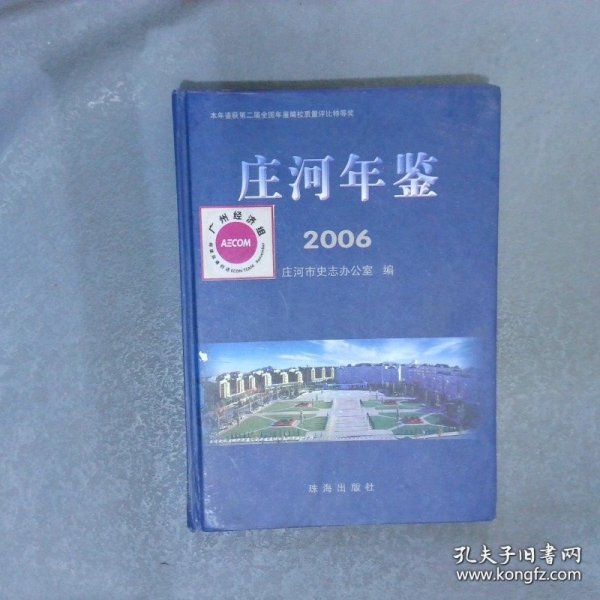 本年鉴获第二届全国年鉴编校质量评比特等奖
庄河年鉴
2006
庄河市史志办公室 编
广州经济组
AECOM
珠海出版社
孔夫子旧书网
www.kongfz.com